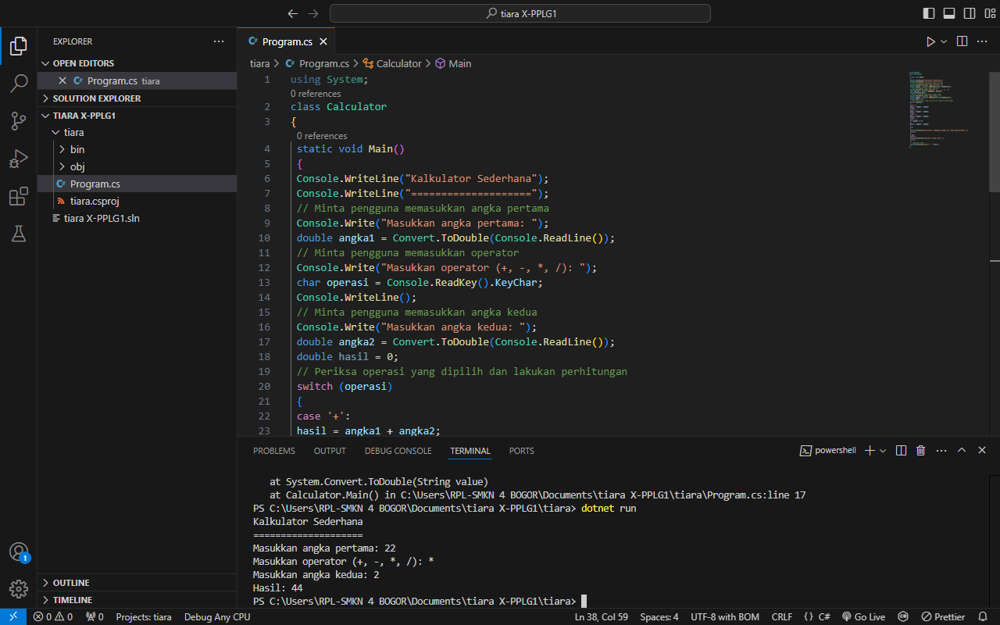 tiara X-PPLG1
EXPLORER
OPEN EDITORS
Program.cs tiara
SOLUTION EXPLORER
TIARA X-PPLG1
tiara
bin
obj
Program.cs
tiara.csproj
tiara X-PPLG1.sln
OUTLINE
TIMELINE
Program.cs
tiara > Program.cs > Calculator > Main
1 using System;
0 references
2 class Calculator
3 {
0 references
4 static void Main()
5 {
6 Console.WriteLine("Kalkulator Sederhana");
7 Console.WriteLine("====================");
8 // Minta pengguna memasukkan angka pertama
9 Console.Write("Masukkan angka pertama: ");
10 double angka1 = Convert.ToDouble(Console.ReadLine());
11 // Minta pengguna memasukkan operator
12 Console.Write("Masukkan operator (+, -, *, /): ");
13 char operasi = Console.ReadKey().KeyChar;
14 Console.WriteLine();
15 // Minta pengguna memasukkan angka kedua
16 Console.Write("Masukkan angka kedua: ");
17 double angka2 = Convert.ToDouble(Console.ReadLine());
18 double hasil = 0;
19 // Periksa operasi yang dipilih dan lakukan perhitungan
20 switch (operasi)
21 {
22 case '+':
23 hasil = angka1 + angka2;
PROBLEMS OUTPUT DEBUG CONSOLE TERMINAL PORTS
powershell
at System.Convert.ToDouble(String value)
at Calculator.Main() in C:\Users\RPL-SMKN 4 BOGOR\Documents\tiara X-PPLG1\tiara\Program.cs:line 17
PS C:\Users\RPL-SMKN 4 BOGOR\Documents\tiara X-PPLG1\tiara> dotnet run
Kalkulator Sederhana
====================
Masukkan angka pertama: 22
Masukkan operator (+, -, *, /): *
Masukkan angka kedua: 2
Hasil: 44
PS C:\Users\RPL-SMKN 4 BOGOR\Documents\tiara X-PPLG1\tiara>
1
0 0 0 Projects: tiara Debug Any CPU Ln 38, Col 59 Spaces: 4 UTF-8 with BOM CRLF {} C# Go Live Prettier